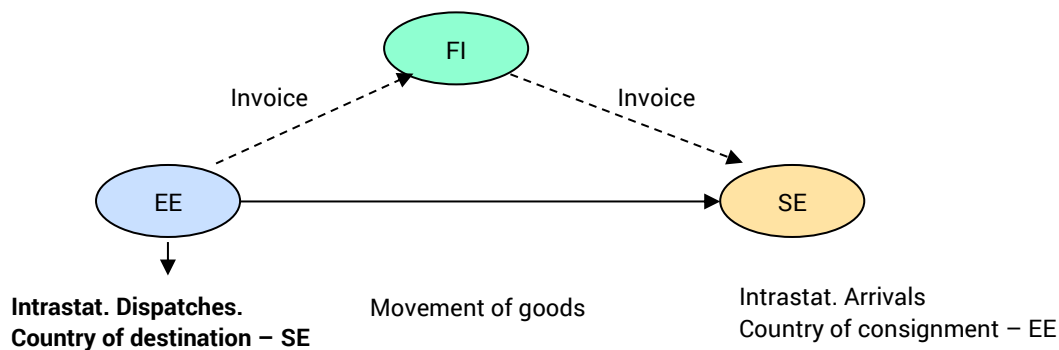 FI
Invoice
Invoice
EE
SE
Intrastat. Dispatches.
Country of destination – SE
Movement of goods
Intrastat. Arrivals
Country of consignment – EE